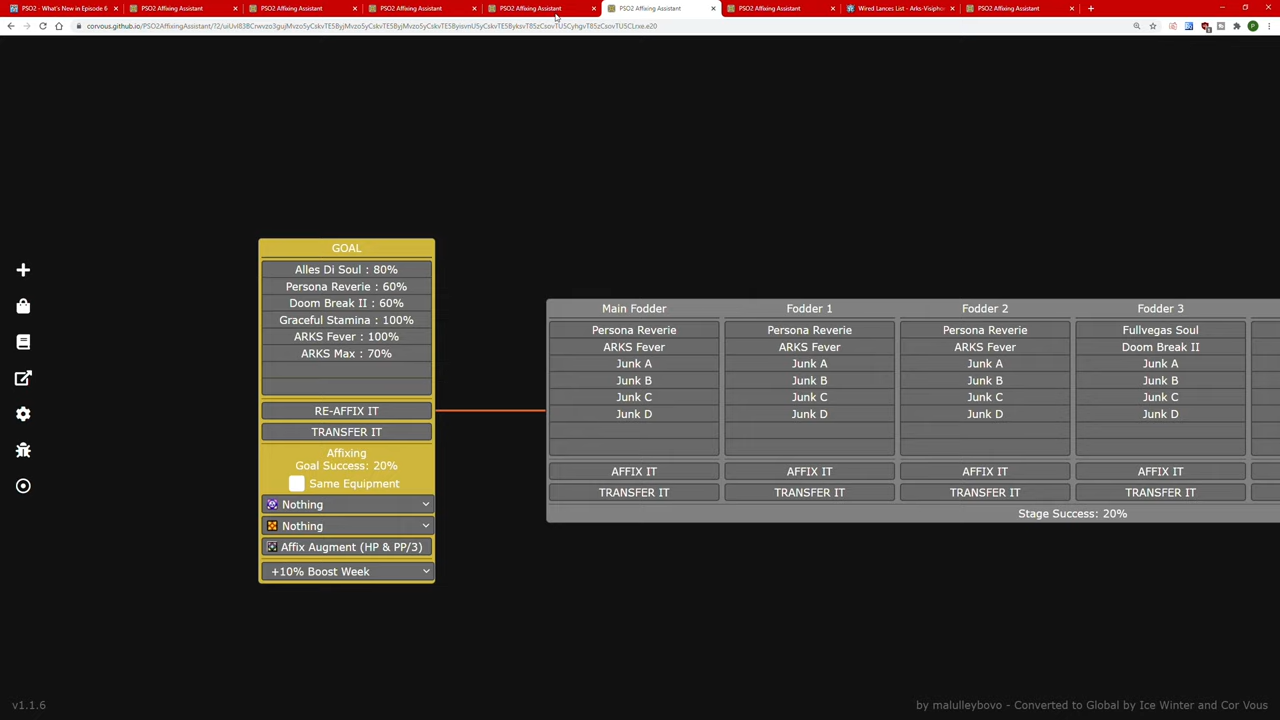 PSO2 - What's New in Episode 6
PSO2 Affixing Assistant
PSO2 Affixing Assistant
PSO2 Affixing Assistant
PSO2 Affixing Assistant
PSO2 Affixing Assistant
PSO2 Affixing Assistant
Wired Lances List - Arks-Visiphon
PSO2 Affixing Assistant
GOAL
Alles Di Soul : 80%
Persona Reverie : 60%
Doom Break II : 60%
Graceful Stamina : 100%
ARKS Fever : 100%
ARKS Max : 70%
RE-AFFIX IT
TRANSFER IT
Affixing
Goal Success: 20%
Same Equipment
Nothing
Nothing
Affix Augment (HP & PP/3)
+10% Boost Week
Main Fodder
Persona Reverie
ARKS Fever
Junk A
Junk B
Junk C
Junk D
AFFIX IT
TRANSFER IT
Fodder 1
Persona Reverie
ARKS Fever
Junk A
Junk B
Junk C
Junk D
AFFIX IT
TRANSFER IT
Fodder 2
Persona Reverie
ARKS Fever
Junk A
Junk B
Junk C
Junk D
AFFIX IT
TRANSFER IT
Fodder 3
Fullvegas Soul
Doom Break II
Junk A
Junk B
Junk C
Junk D
AFFIX IT
TRANSFER IT
Stage Success: 20%
v1.1.6
by malulleybovo - Converted to Global by Ice Winter and Cor Vous